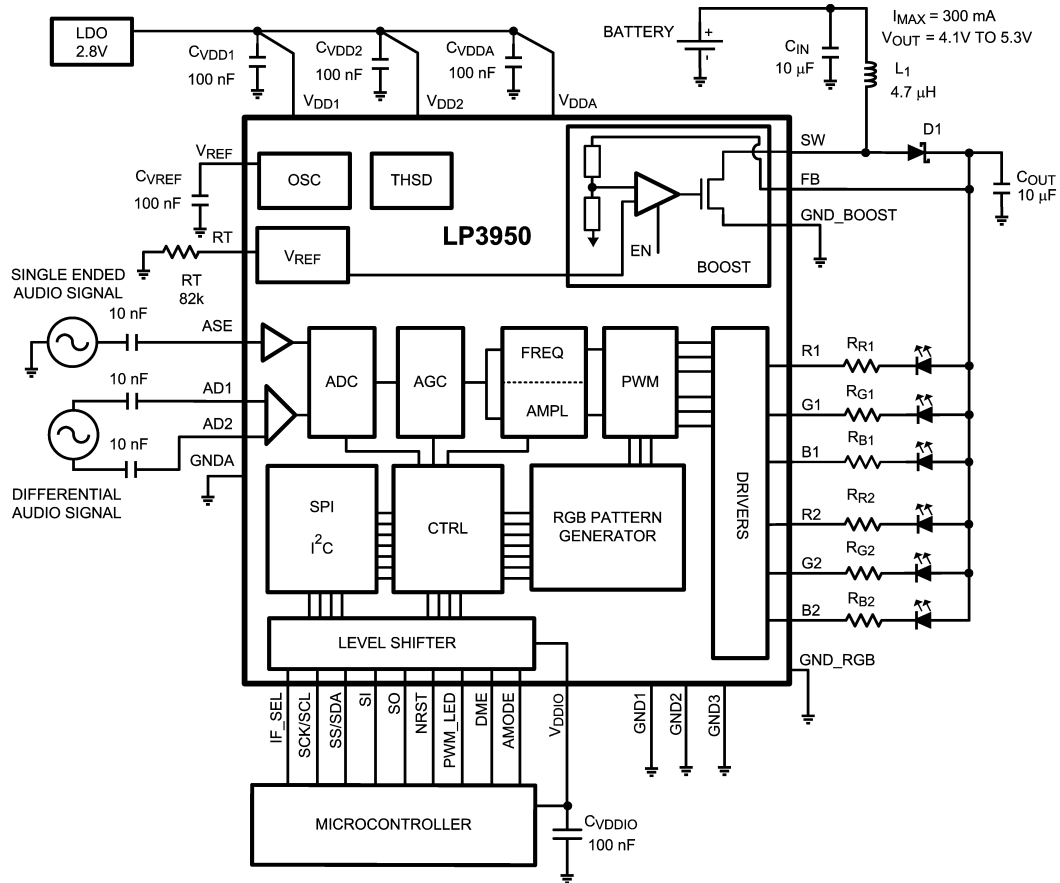 LDO
2.8V
CVDD1
100 nF
CVDD2
100 nF
CVDDA
100 nF
VDD1
VDD2
VDDA
BATTERY
+
-
CIN
10 µF
IMAX = 300 mA
VOUT = 4.1V TO 5.3V
L1
4.7 µH
D1
COUT
10 µF
SW
FB
GND_BOOST
VREF
CVREF
100 nF
RT
RT
82k
OSC
THSD
VREF
LP3950
EN
BOOST
SINGLE ENDED
AUDIO SIGNAL
10 nF
ASE
10 nF
AD1
AD2
10 nF
GNDA
DIFFERENTIAL
AUDIO SIGNAL
ADC
AGC
FREQ
AMPL
PWM
DRIVERS
SPI
I2C
CTRL
RGB PATTERN
GENERATOR
LEVEL SHIFTER
R1
RR1
G1
RG1
B1
RB1
R2
RR2
G2
RG2
B2
RB2
GND_RGB
IF_SEL
SCK/SCL
SS/SDA
SI
SO
NRST
PWM_LED
DME
AMODE
VDDIO
GND1
GND2
GND3
MICROCONTROLLER
CVDDIO
100 nF